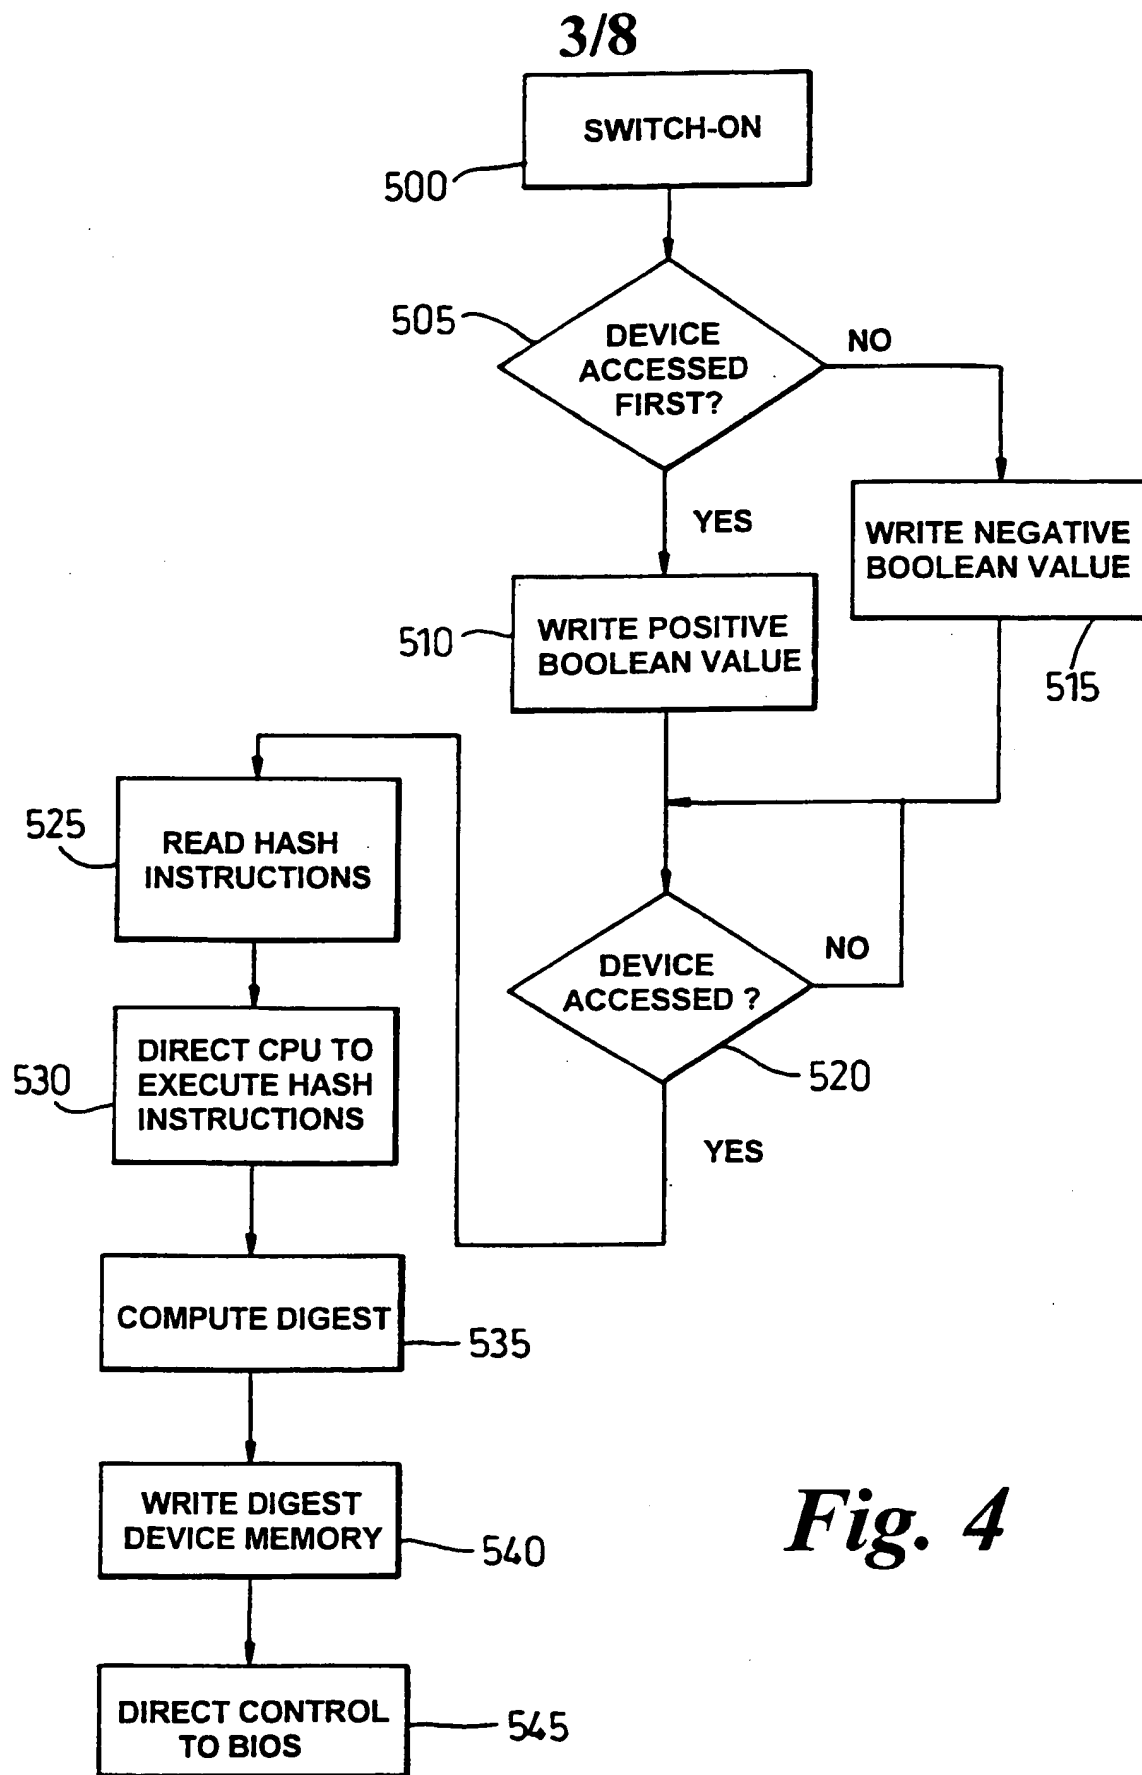 3/8
SWITCH-ON
500
505
DEVICE
ACCESSED
FIRST?
NO
YES
WRITE NEGATIVE
BOOLEAN VALUE
515
510
WRITE POSITIVE
BOOLEAN VALUE
525
READ HASH
INSTRUCTIONS
DEVICE
ACCESSED ?
NO
520
YES
530
DIRECT CPU TO
EXECUTE HASH
INSTRUCTIONS
COMPUTE DIGEST
535
WRITE DIGEST
DEVICE MEMORY
540
DIRECT CONTROL
TO BIOS
545
Fig. 4